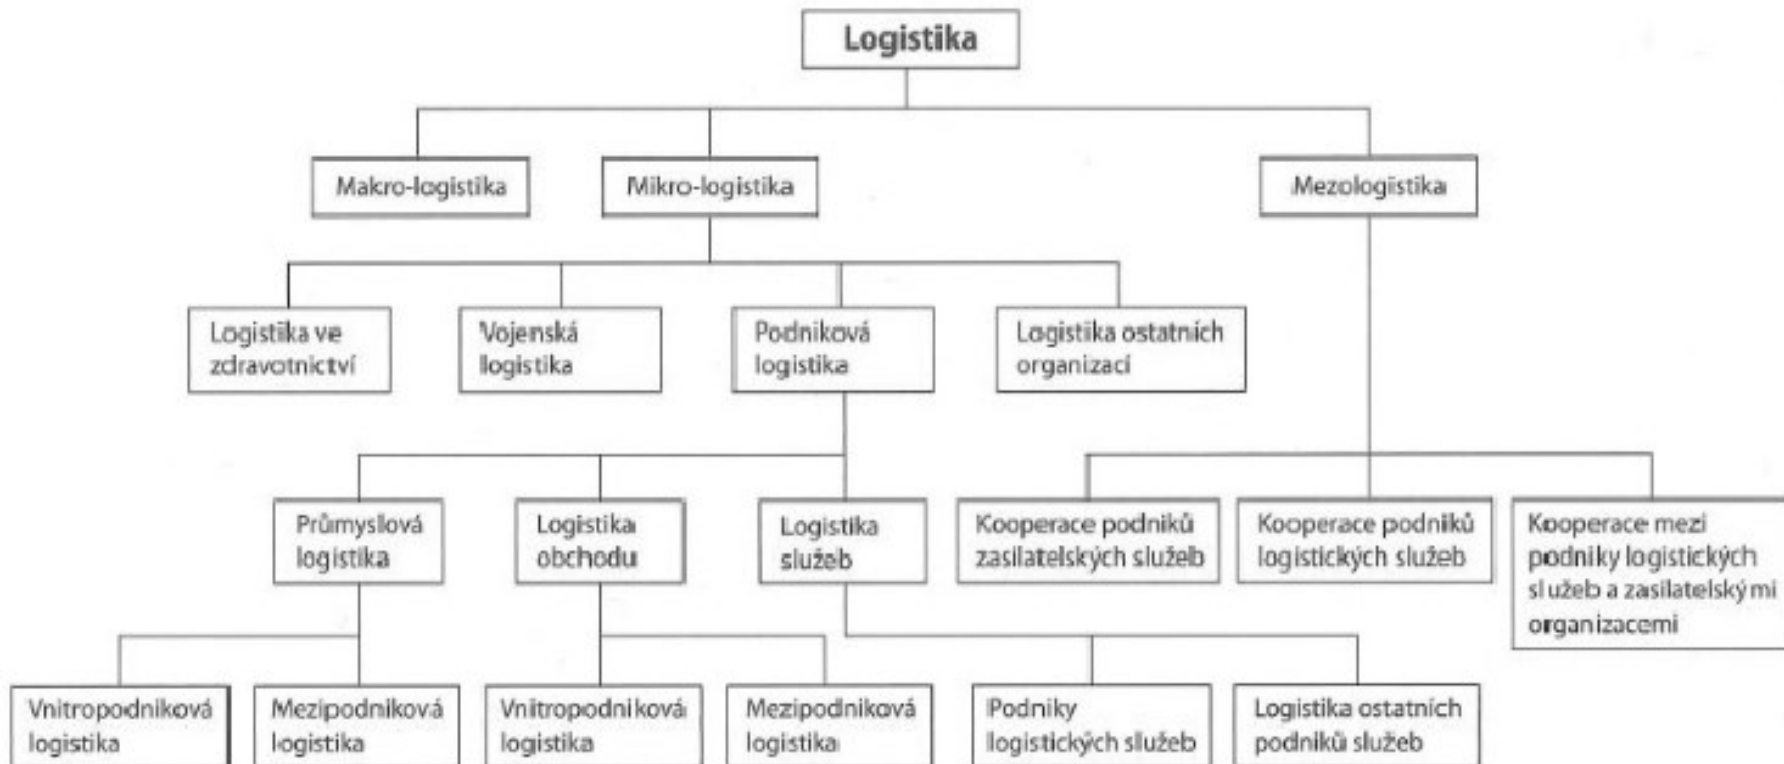 Logistika
Makro-logistika
Mikro-logistika
Mezologistika
Logistika ve
zdravotnictví
Vojenská
logistika
Podniková
logistika
Logistika ostatních
organizací
Průmyslová
logistika
Logistika
obchodu
Logistika
služeb
Kooperace podniků
zasilatelských služeb
Kooperace podniků
logistických služeb
Kooperace mezi
podniky logistických
služeb a zasilatelskými
organizacemi
Vnitropodniková
logistika
Mezipodniková
logistika
Vnitropodniková
logistika
Mezipodniková
logistika
Podniky
logistických služeb
Logistika ostatních
podniků služeb